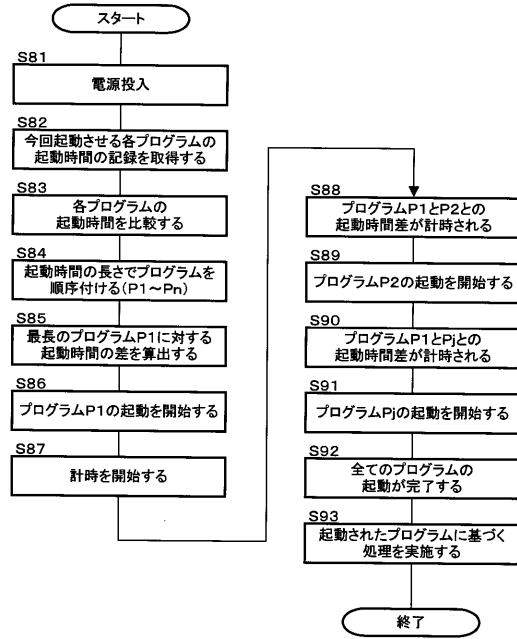 スタート
S81
電源投入
S82
今回起動させる各プログラムの
起動時間の記録を取得する
S83
各プログラムの
起動時間を比較する
S84
起動時間の長さでプログラムを
順序付ける(P1～Pn)
S85
最長のプログラムP1に対する
起動時間の差を算出する
S86
プログラムP1の起動を開始する
S87
計時を開始する
S88
プログラムP1とP2との
起動時間差が計時される
S89
プログラムP2の起動を開始する
S90
プログラムP1とPjとの
起動時間差が計時される
S91
プログラムPjの起動を開始する
S92
全てのプログラムの
起動が完了する
S93
起動されたプログラムに基づく
処理を実施する
終了